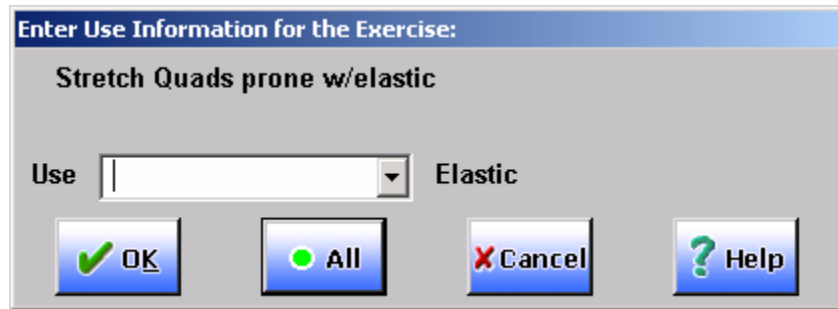 Enter Use Information for the Exercise:
Stretch Quads prone w/elastic
Use Elastic
OK All Cancel Help